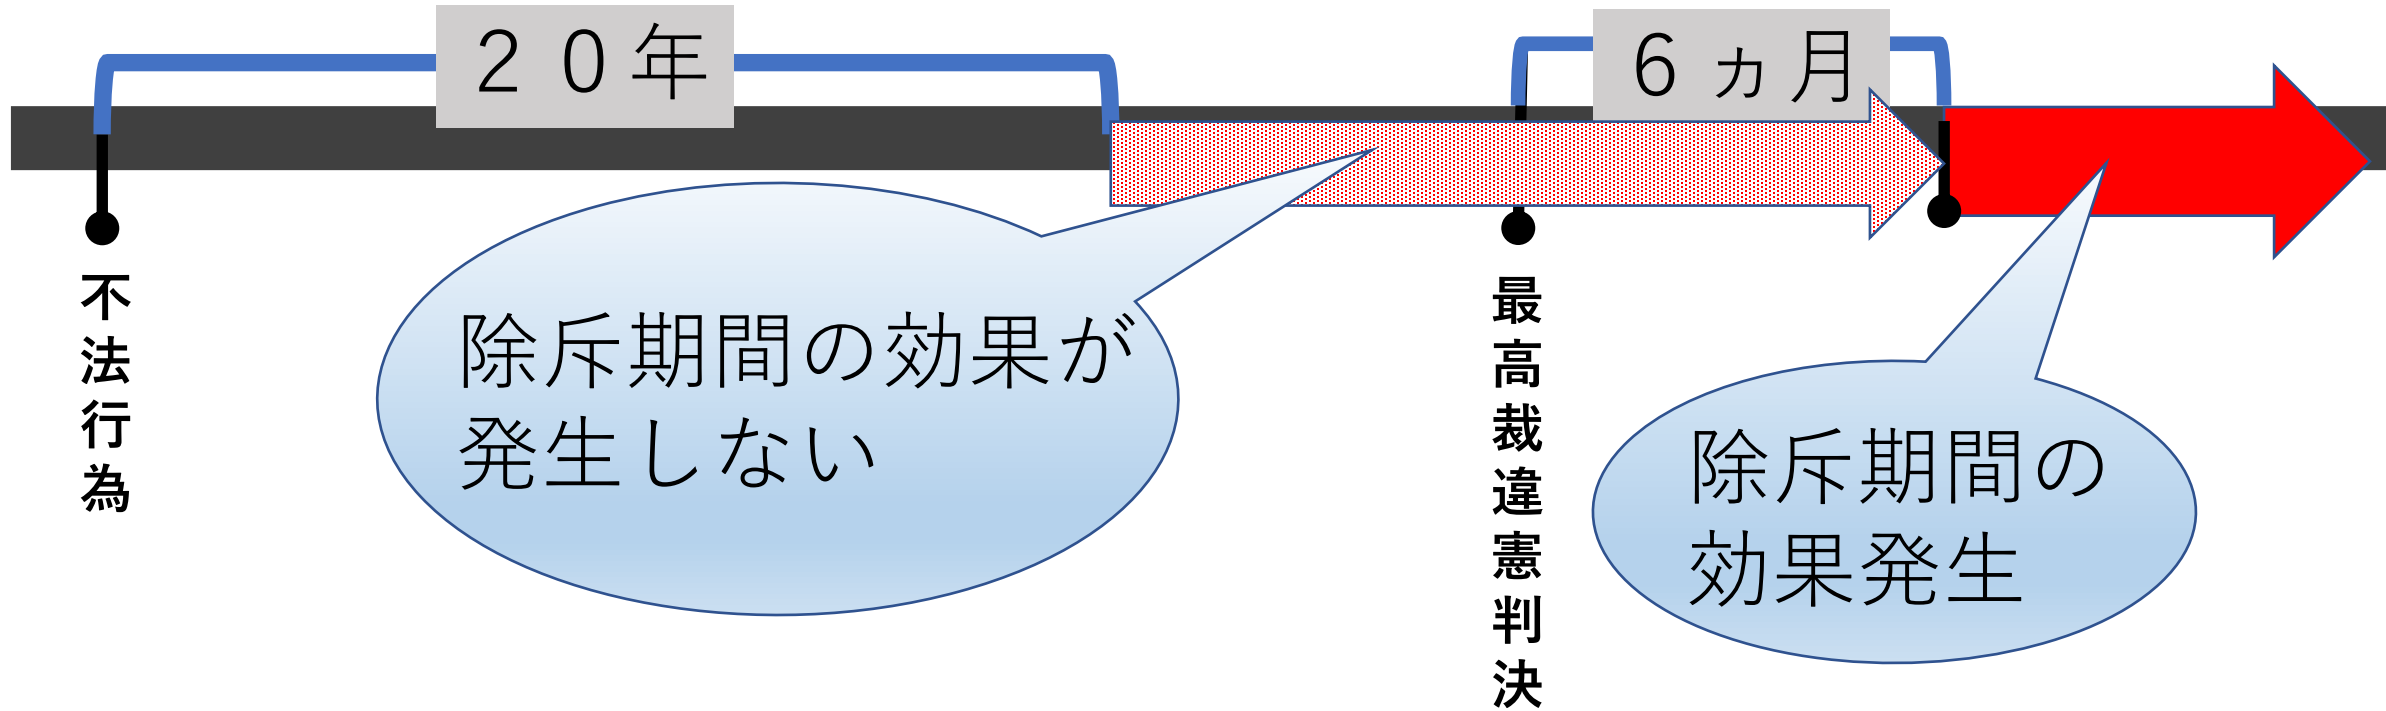 ２０年
６ヵ月
不法行為
除斥期間の効果が
発生しない
最高裁違憲判決
除斥期間の
効果発生